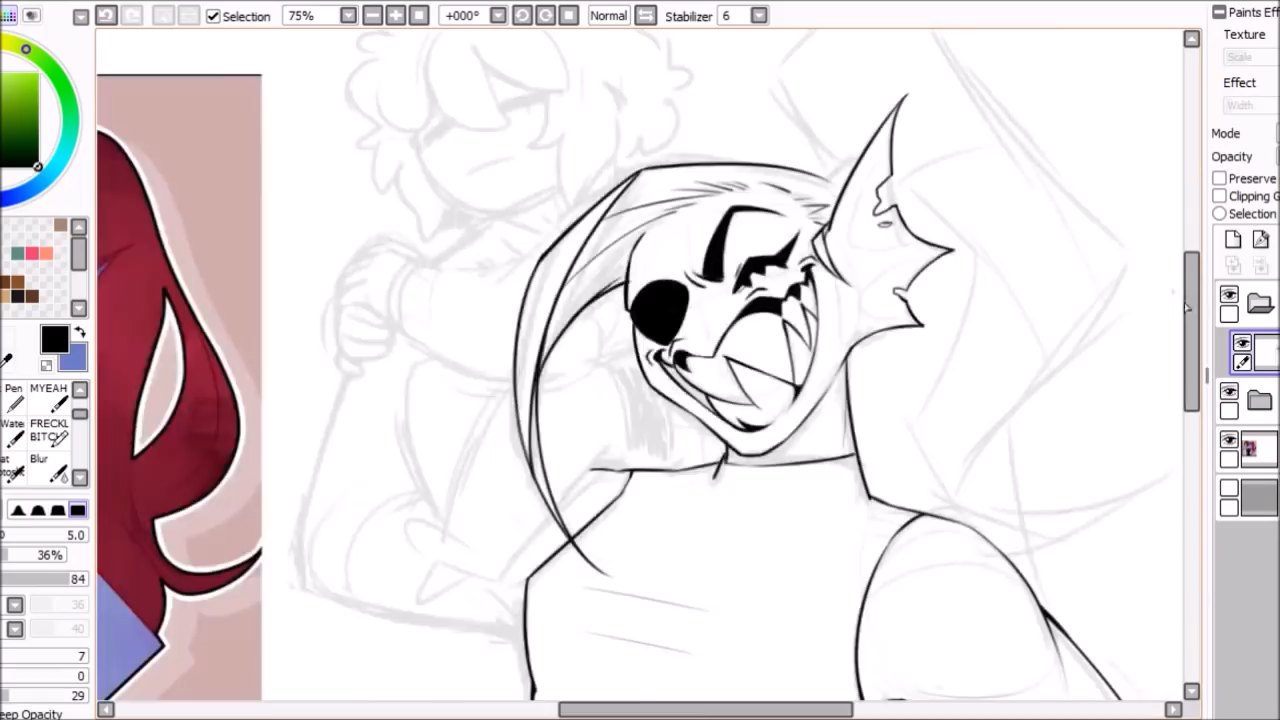 Selection 75% +000° Normal Stabilizer 6
Paints Eff
Texture
Scale
Effect
Width
Mode
Opacity
Preserve
Clipping G
Selection
Pen MYEAH
Wate FRECKL
BITCH
at Blur
otosh
5.0
36%
84
36
40
7
0
29
eep Opacity